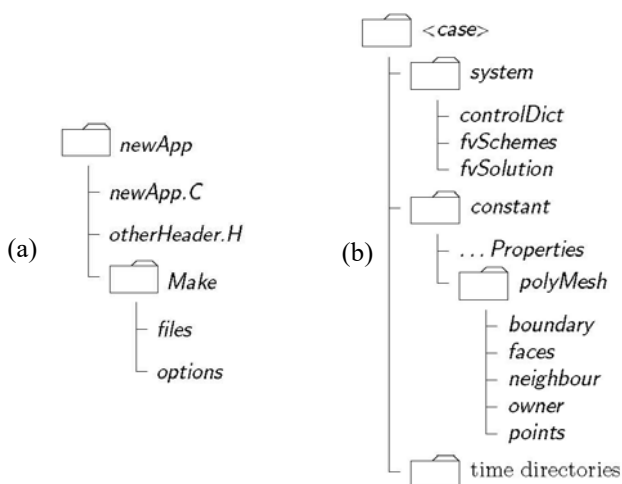 (a)
newApp
newApp.C
otherHeader.H
Make
files
options
(b)
<case>
system
controlDict
fvSchemes
fvSolution
constant
...Properties
polyMesh
boundary
faces
neighbour
owner
points
time directories